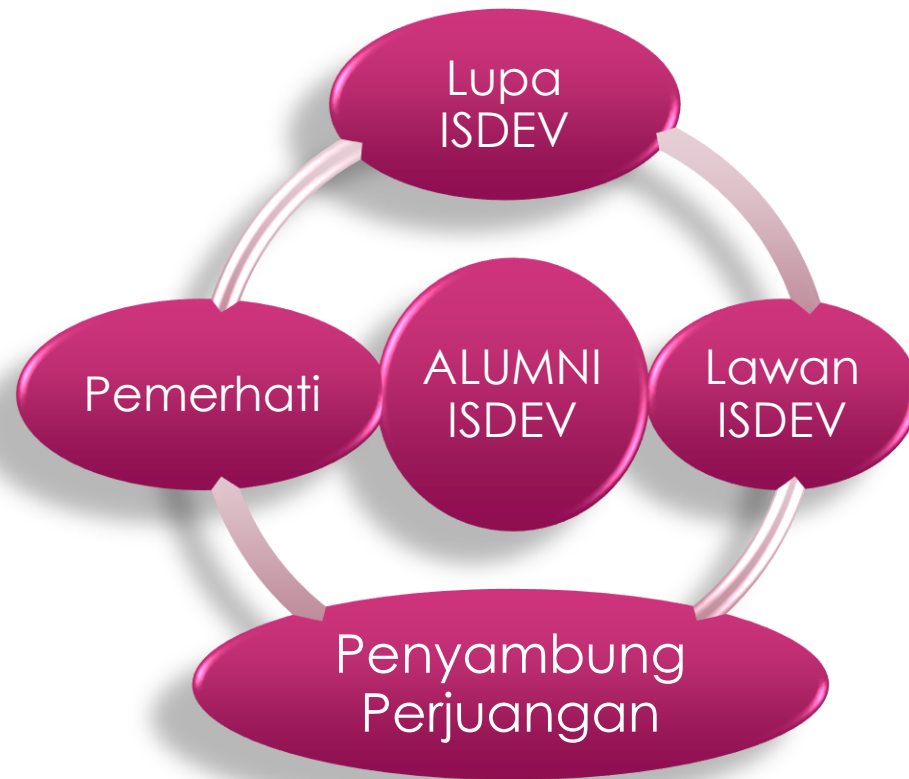 Lupa
ISDEV
Pemerhati
ALUMNI
ISDEV
Lawan
ISDEV
Penyambung
Perjuangan